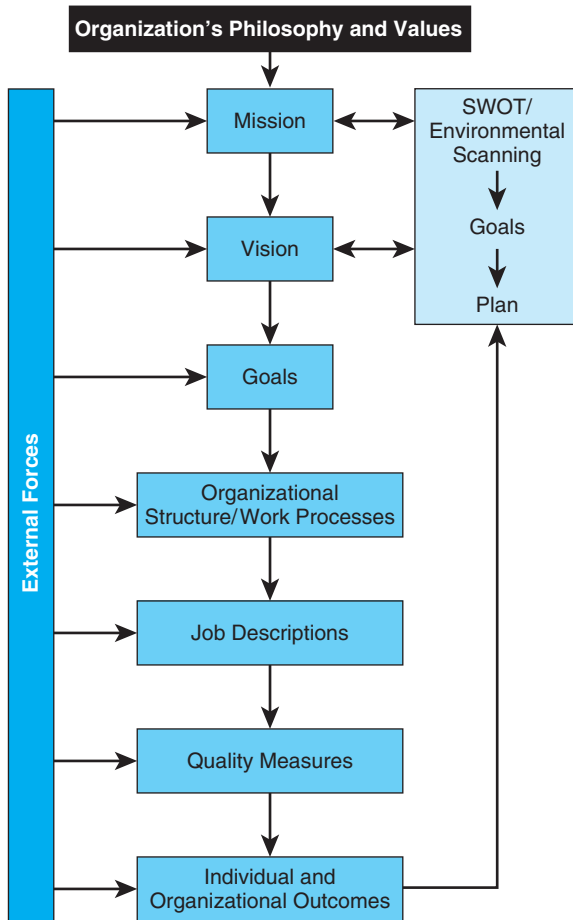 Organization's Philosophy and Values
Mission
SWOT/
Environmental
Scanning
Goals
Plan
Vision
Goals
External Forces
Organizational
Structure/Work Processes
Job Descriptions
Quality Measures
Individual and
Organizational Outcomes